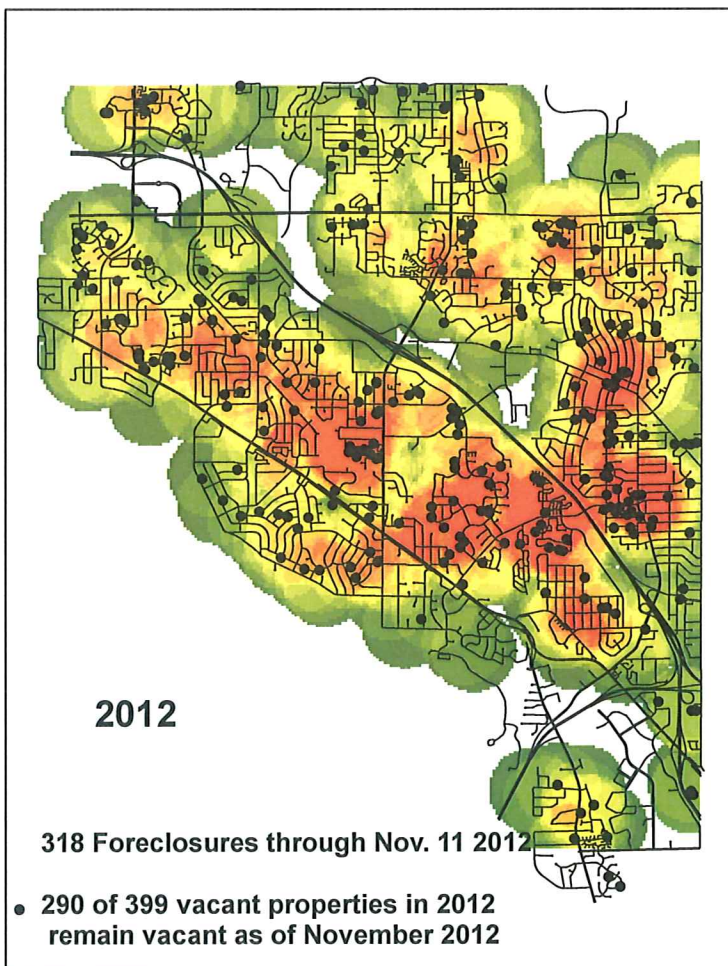 2012
318 Foreclosures through Nov. 11 2012
290 of 399 vacant properties in 2012
remain vacant as of November 2012